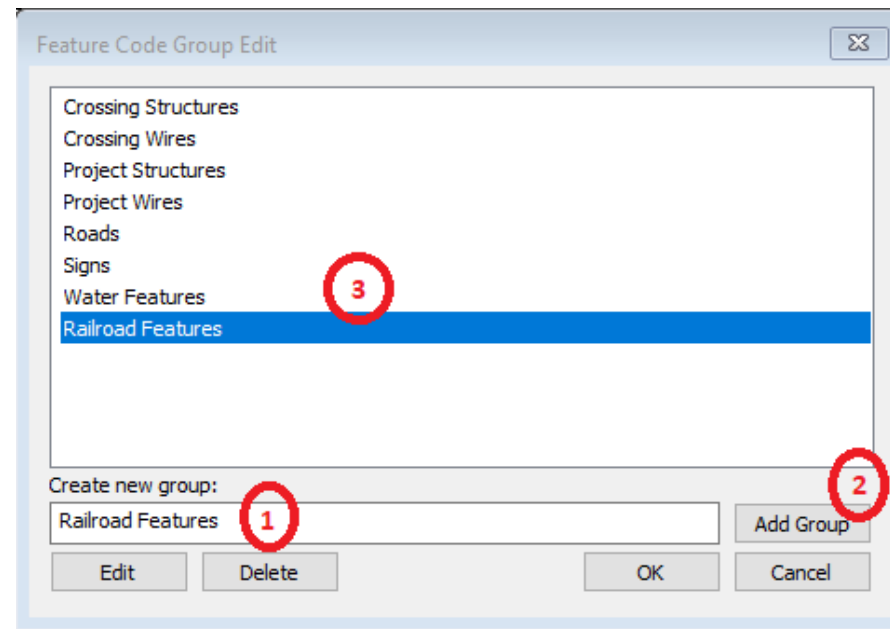 Feature Code Group Edit
Crossing Structures
Crossing Wires
Project Structures
Project Wires
Roads
Signs
Water Features
3
Railroad Features
Create new group:
2
Railroad Features 1
Add Group
Edit Delete OK Cancel